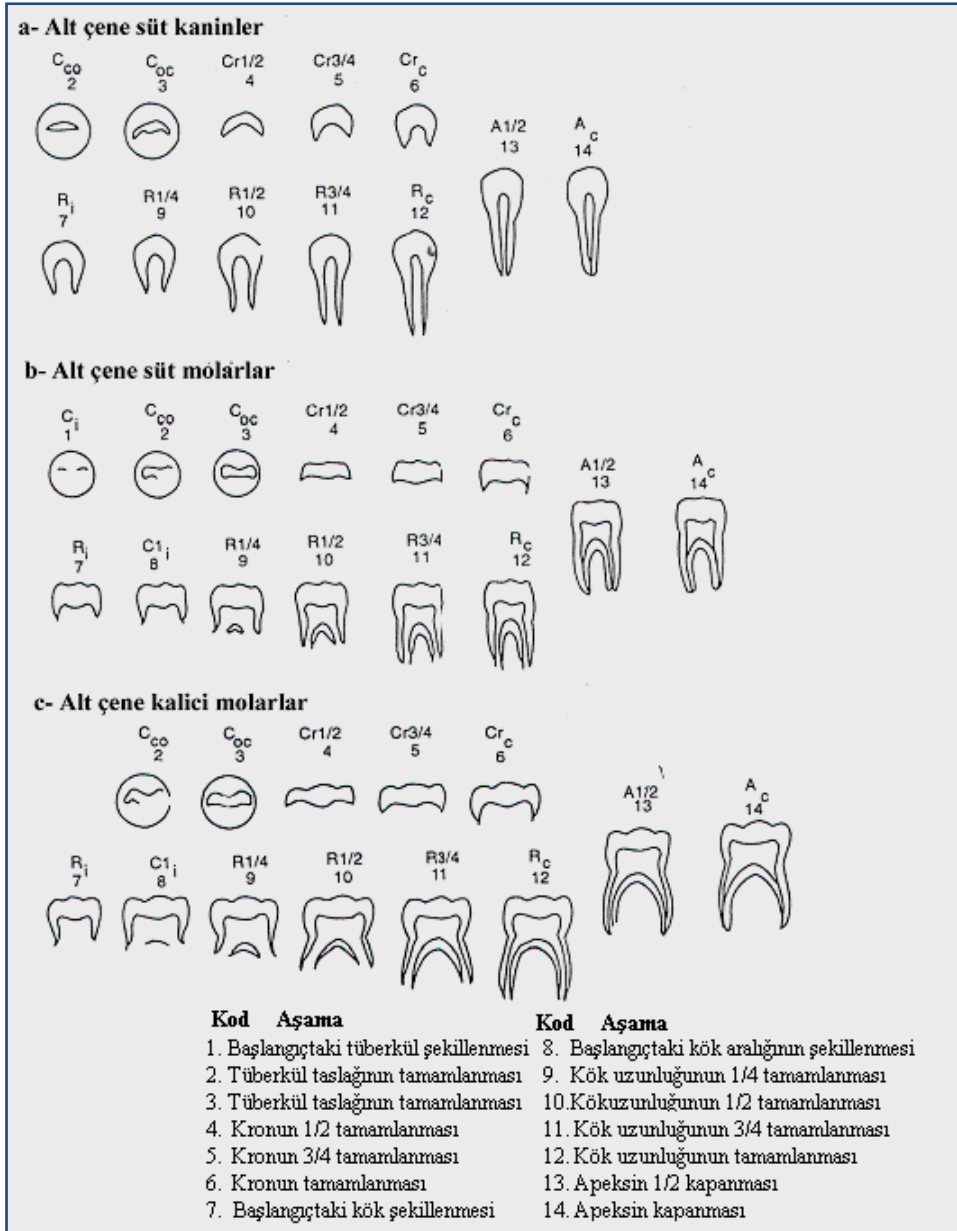 a- Alt çene süt kaninler
Cco Coc Cr1/2 Cr3/4 Crc
2 3 4 5 6
A1/2 Ac
13 14
Ri R1/4 R1/2 R3/4 Rc
7 9 10 11 12
b- Alt çene süt molarlar
Ci Cco Coc Cr1/2 Cr3/4 Crc
1 2 3 4 5 6
A1/2 Ac
13 14
Ri C1i R1/4 R1/2 R3/4 Rc
7 8 9 10 11 12
c- Alt çene kalici molarlar
Cco Coc Cr1/2 Cr3/4 Crc
2 3 4 5 6
A1/2 Ac
13 14
Ri C1i R1/4 R1/2 R3/4 Rc
7 8 9 10 11 12
Kod Aşama
1. Başlangıçtaki tüberkül şekillenmesi
2. Tüberkül taslağının tamamlanması
3. Tüberkül taslağının tamamlanması
4. Kronun 1/2 tamamlanması
5. Kronun 3/4 tamamlanması
6. Kronun tamamlanması
7. Başlangıçtaki kök şekillenmesi
Kod Aşama
8. Başlangıçtaki kök aralığının şekillenmesi
9. Kök uzunluğunun 1/4 tamamlanması
10.Kökuzunluğunun 1/2 tamamlanması
11. Kök uzunluğunun 3/4 tamamlanması
12. Kök uzunluğunun tamamlanması
13. Apeksin 1/2 kapanması
14. Apeksin kapanması